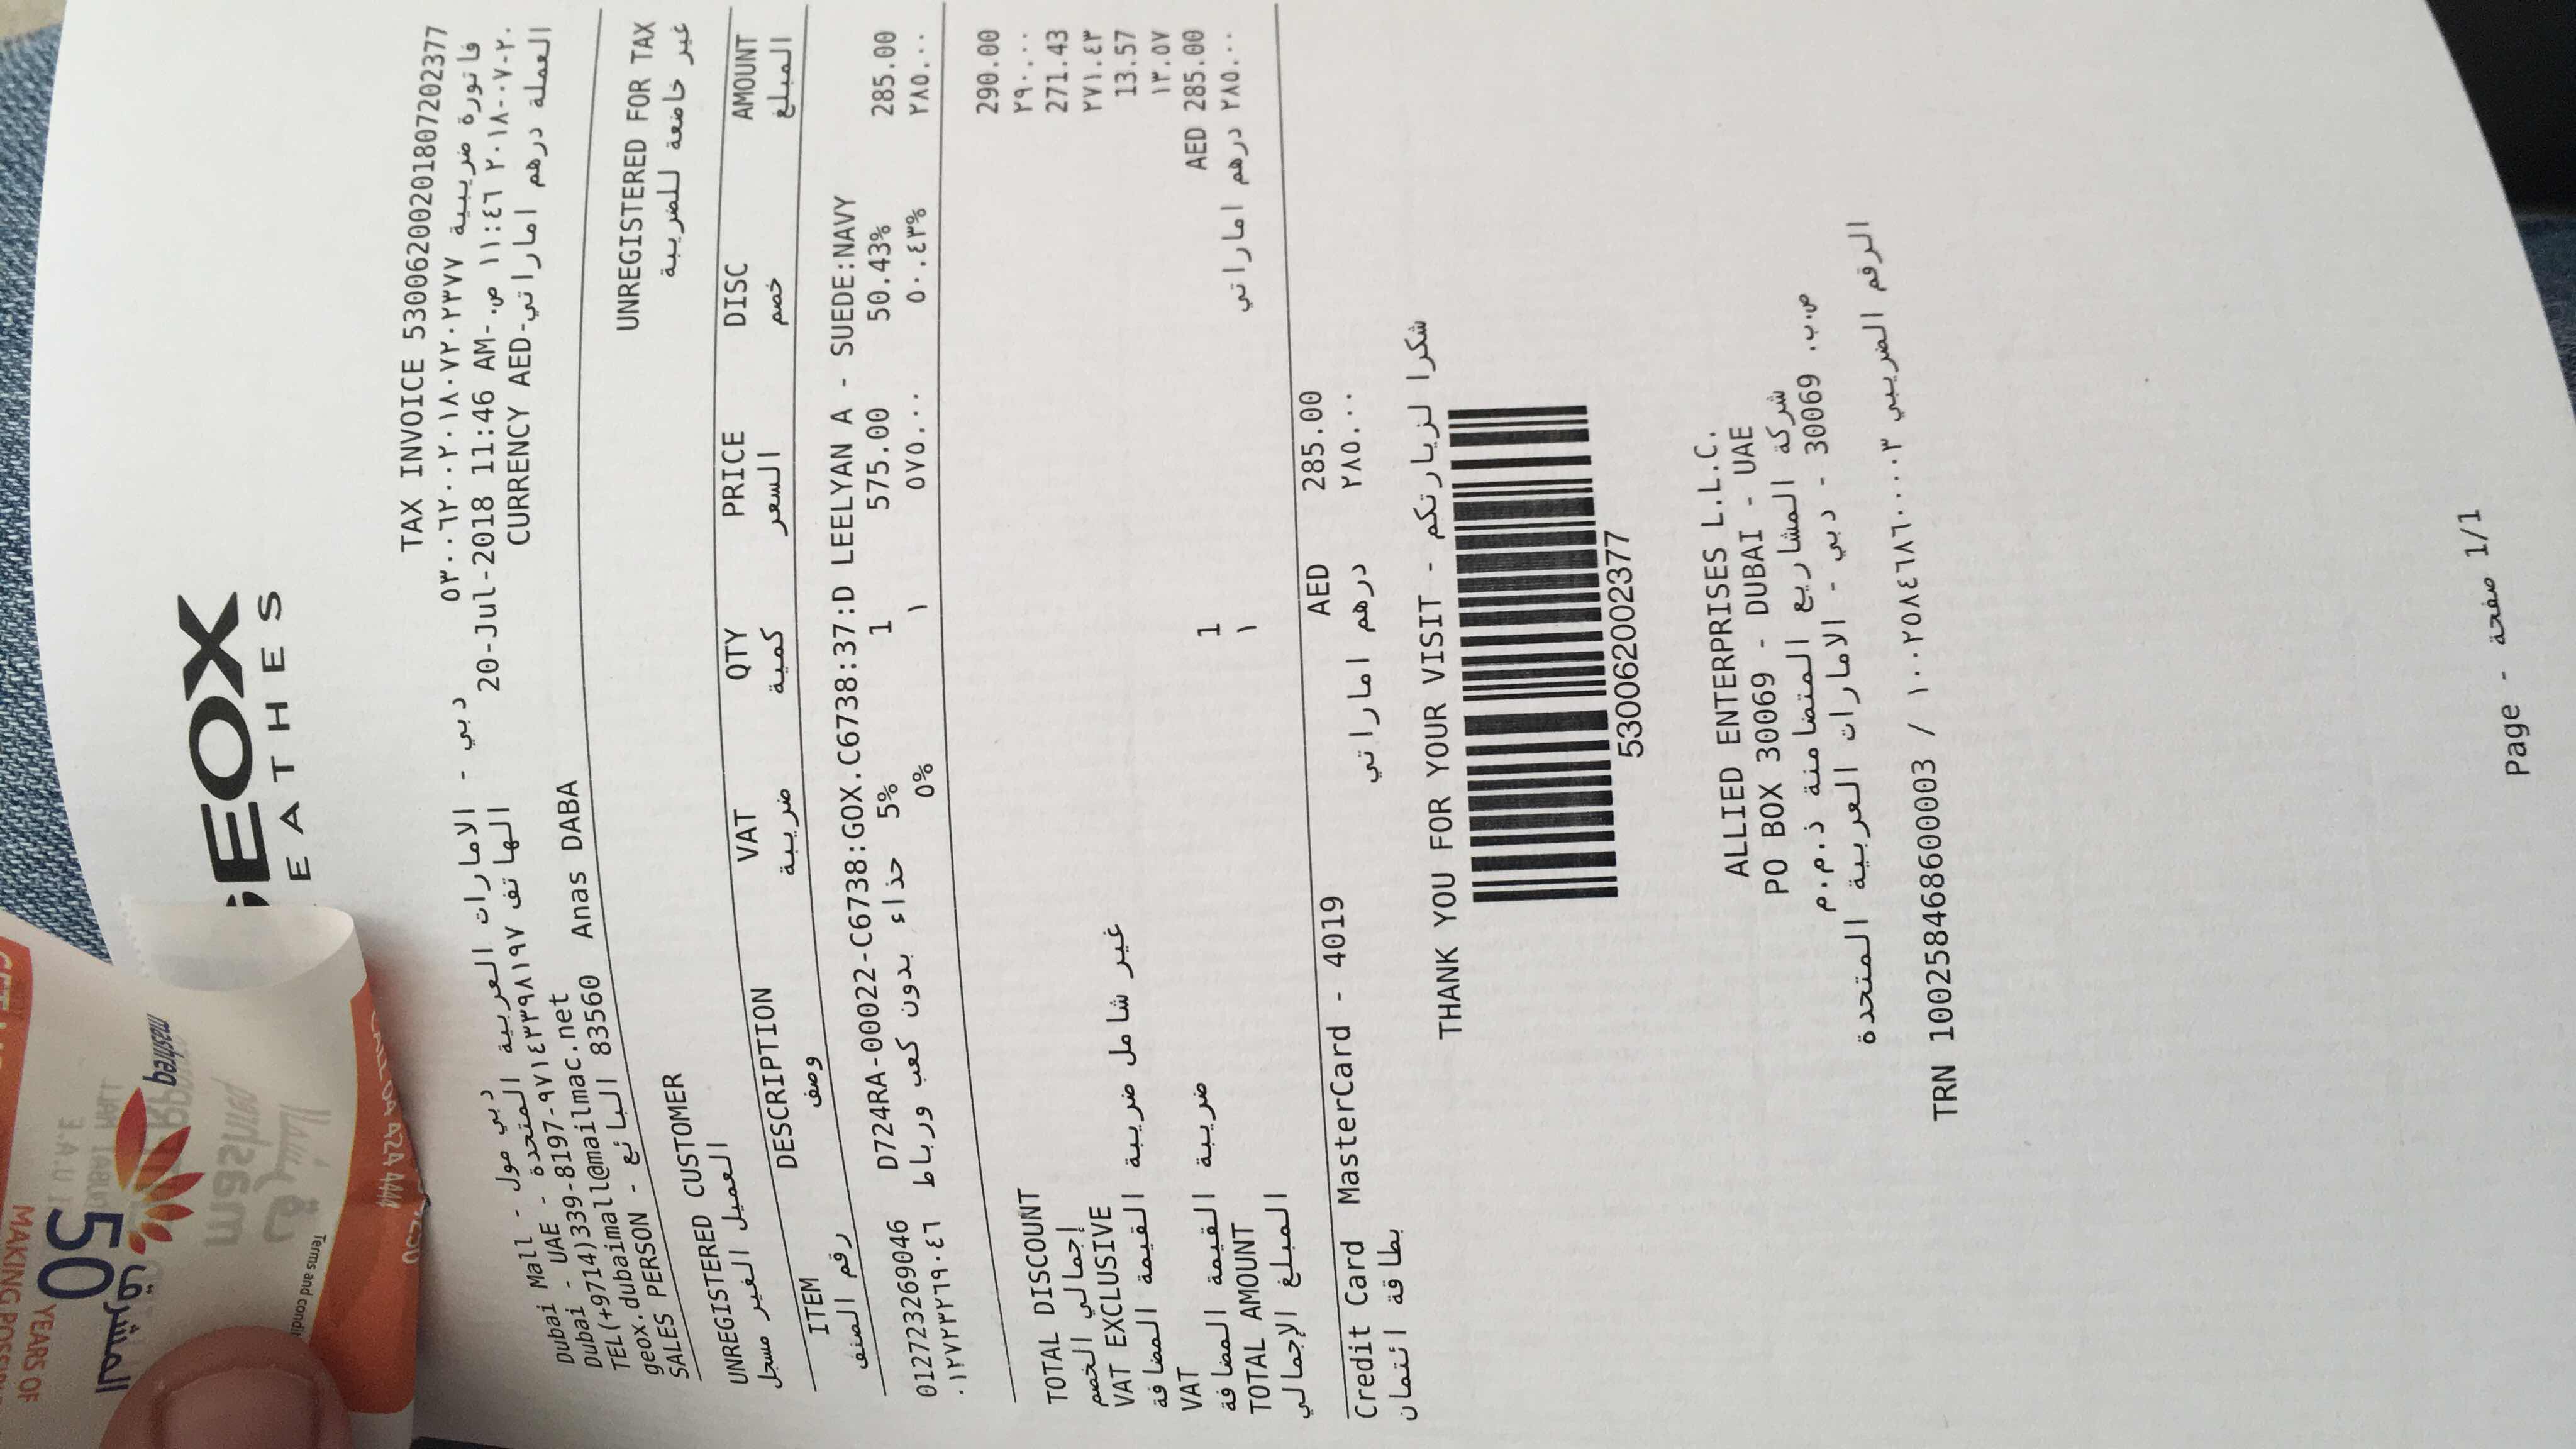 MAKING
50 YEARS OF
المشرق
mashreq
Terms and condit
CALL 04 424 4444
GEOX
EATHES
TAX INVOICE 53006200201807202377
فاتورة ضريبية ٥٣٠٠٦٢٠٠٢٠١٨٠٧٢٠٢٣٧٧
20-Jul-2018 11:46 AM-٢٠-٠٧-٢٠١٨ ١١:٤٦ ص.
CURRENCY AED-العملة درهم اماراتي
Dubai Mall - دبي مول
Dubai - UAE - دبي - الامارات العربية المتحدة
TEL(+9714)339-8197-الهاتف ٩٧١٤٣٣٩٨١٩٧
geox.dubaimall@mailmac.net
SALES PERSON - البائع 83560 Anas DABA
UNREGISTERED CUSTOMER UNREGISTERED FOR TAX
العميل الغير مسجل غير خاضعة للضريبة
ITEM DESCRIPTION VAT QTY PRICE DISC AMOUNT
رقم الصنف وصف ضريبة كمية السعر خصم المبلغ
012723269046 D724RA-00022-C6738:GOX.C6738:37:D LEELYAN A - SUEDE:NAVY
5% 1 575.00 50.43% 285.00
٠١٢٧٢٣٢٦٩٠٤٦ حذاء بدون كعب ورباط ٥% ١ ٥٧٥.٠٠ ٥٠.٤٣% ٢٨٥.٠٠
TOTAL DISCOUNT 290.00
إجمالي الخصم ٢٩٠.٠٠
VAT EXCLUSIVE 271.43
غير شامل ضريبة القيمة المضافة ٢٧١.٤٣
VAT 13.57
ضريبة القيمة المضافة ١٣.٥٧
TOTAL AMOUNT 1 AED 285.00
المبلغ الإجمالي ١ ٢٨٥.٠٠ درهم اماراتي
Credit Card MasterCard - 4019 AED 285.00
بطاقة ائتمان درهم اماراتي ٢٨٥.٠٠
THANK YOU FOR YOUR VISIT - شكرا لزيارتكم
530062002377
ALLIED ENTERPRISES L.L.C.
PO BOX 30069 - DUBAI - UAE
شركة المشاريع المتضامنة ذ.م.م
ص.ب. 30069 - دبي - الامارات العربية المتحدة
TRN 100258468600003 / الرقم الضريبي ١٠٠٢٥٨٤٦٨٦٠٠٠٠٣
Page - صفحة 1/1